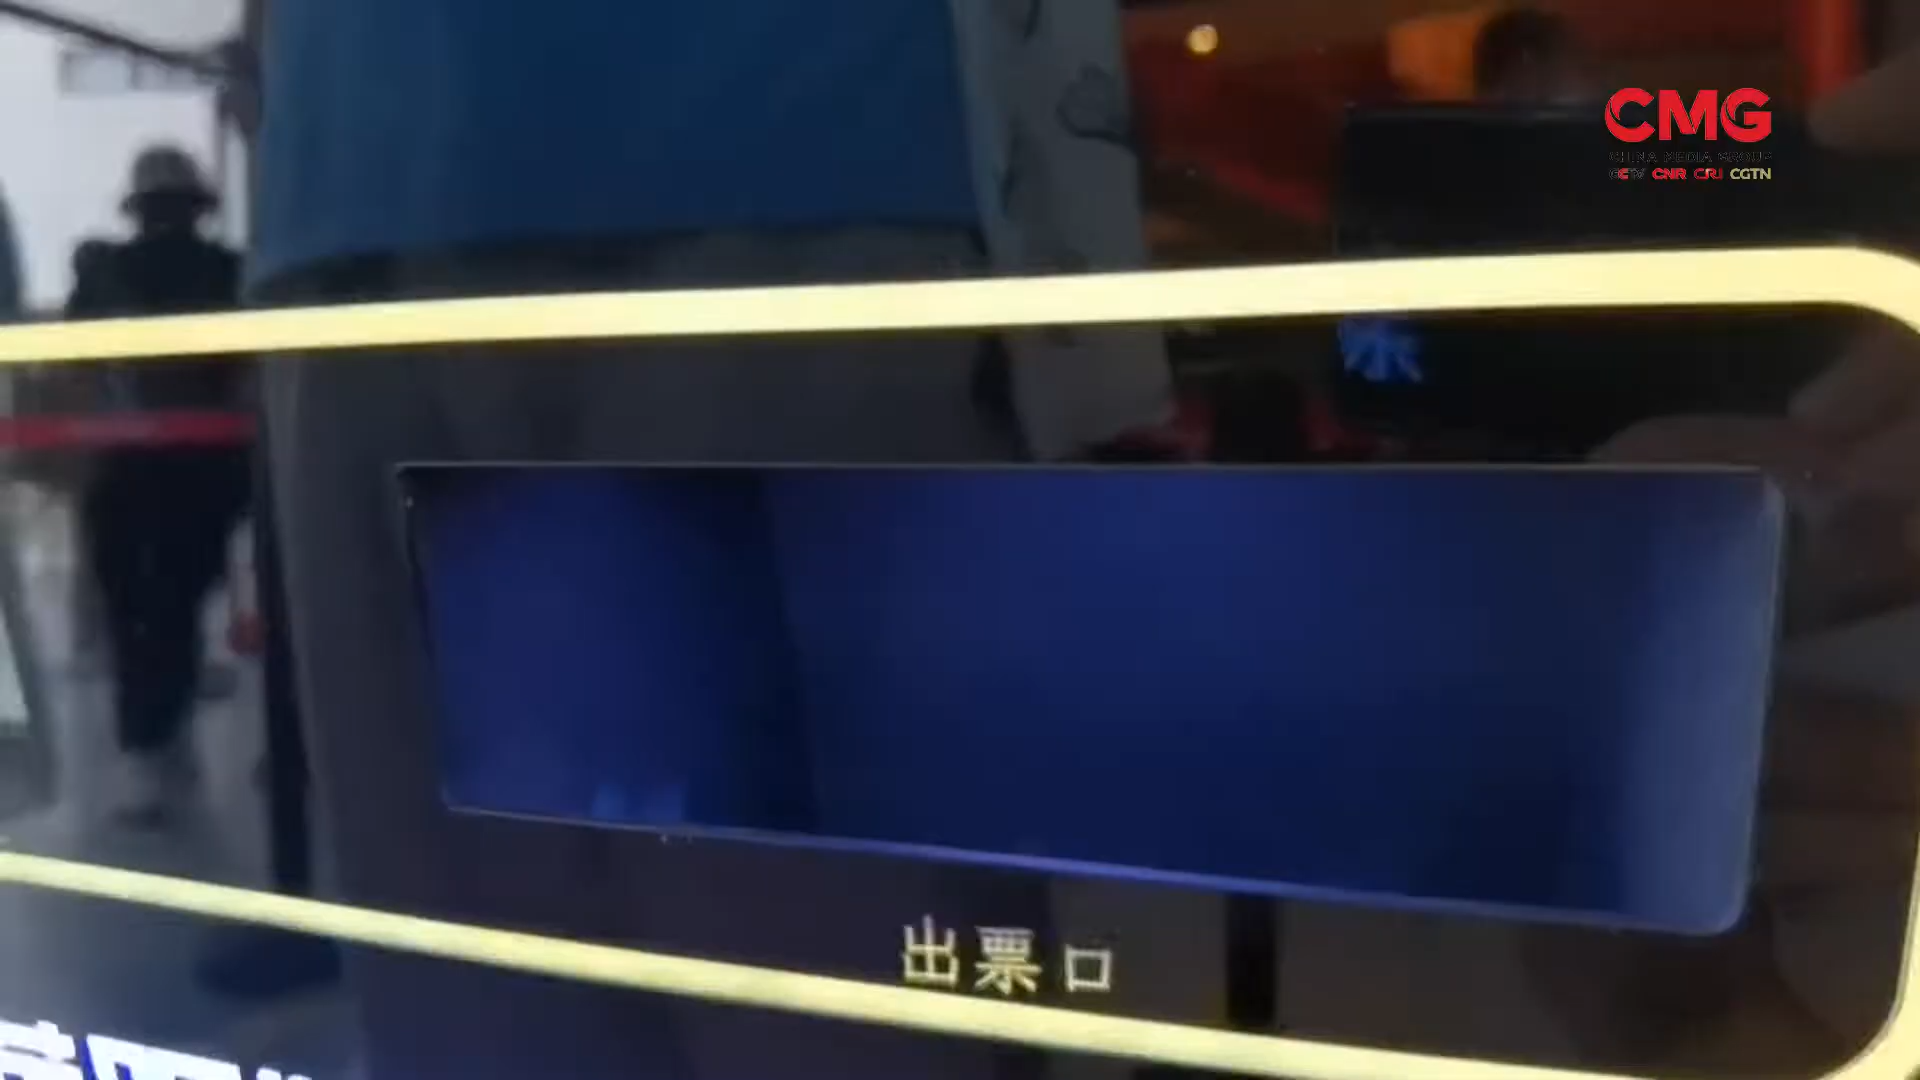 CMG
CHINA MEDIA GROUP
CCTV CNR CRI CGTN
出票口